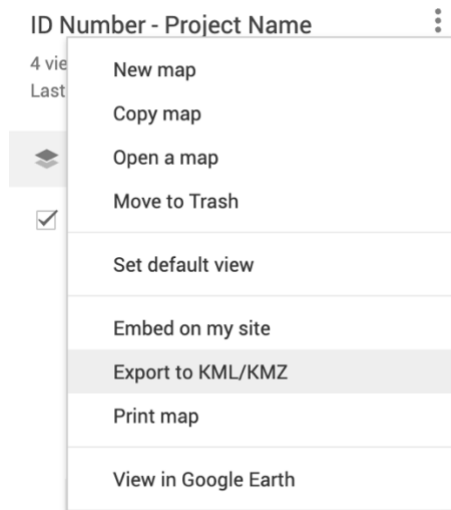 ID Number - Project Name
4 vie
Last
New map
Copy map
Open a map
Move to Trash
Set default view
Embed on my site
Export to KML/KMZ
Print map
View in Google Earth